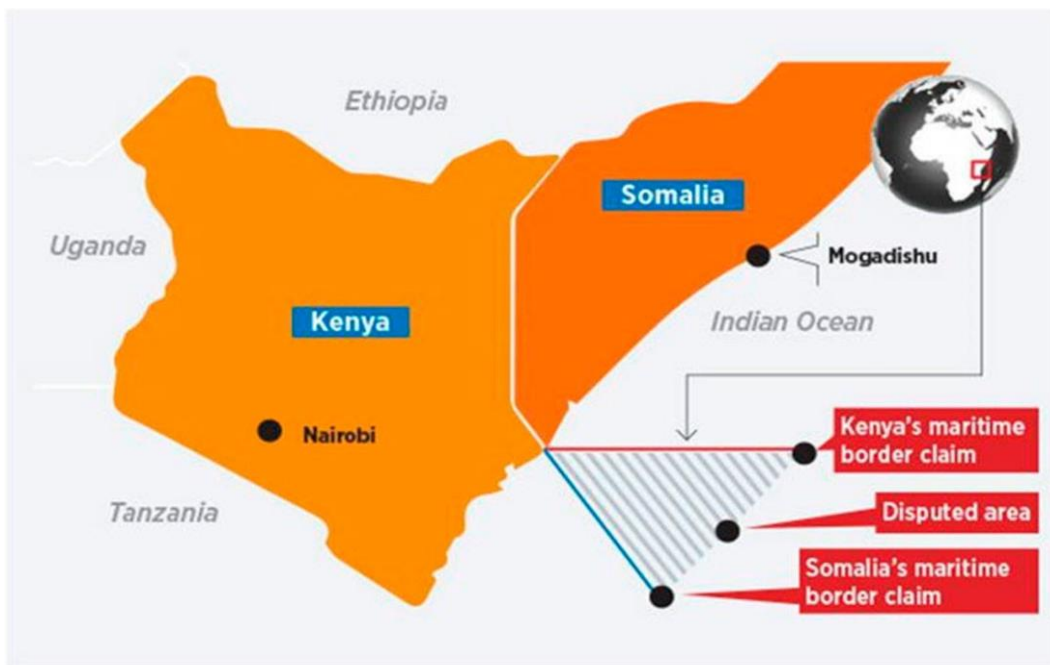 Ethiopia
Somalia
Uganda
Mogadishu
Kenya
Indian Ocean
Nairobi
Kenya's maritime
border claim
Tanzania
Disputed area
Somalia's maritime
border claim